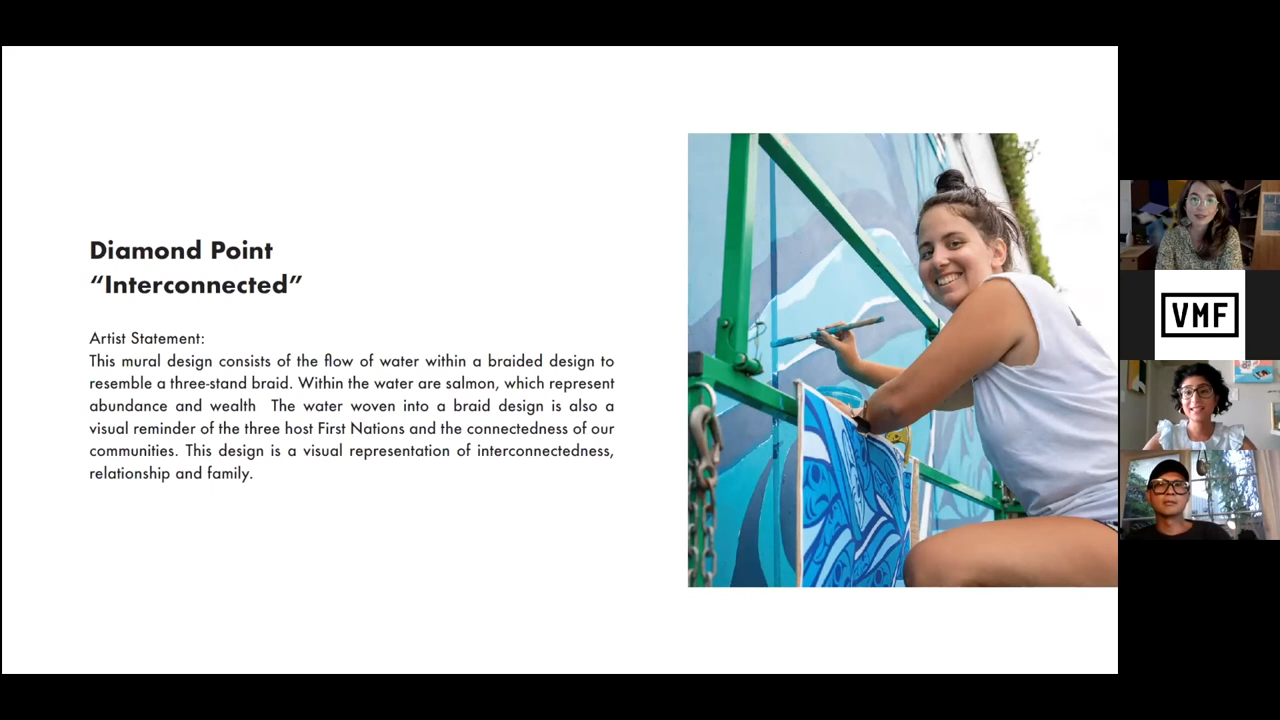 Diamond Point
“Interconnected”
Artist Statement:
This mural design consists of the flow of water within a braided design to
resemble a three-stand braid. Within the water are salmon, which represent
abundance and wealth  The water woven into a braid design is also a
visual reminder of the three host First Nations and the connectedness of our
communities. This design is a visual representation of interconnectedness,
relationship and family.
VMF